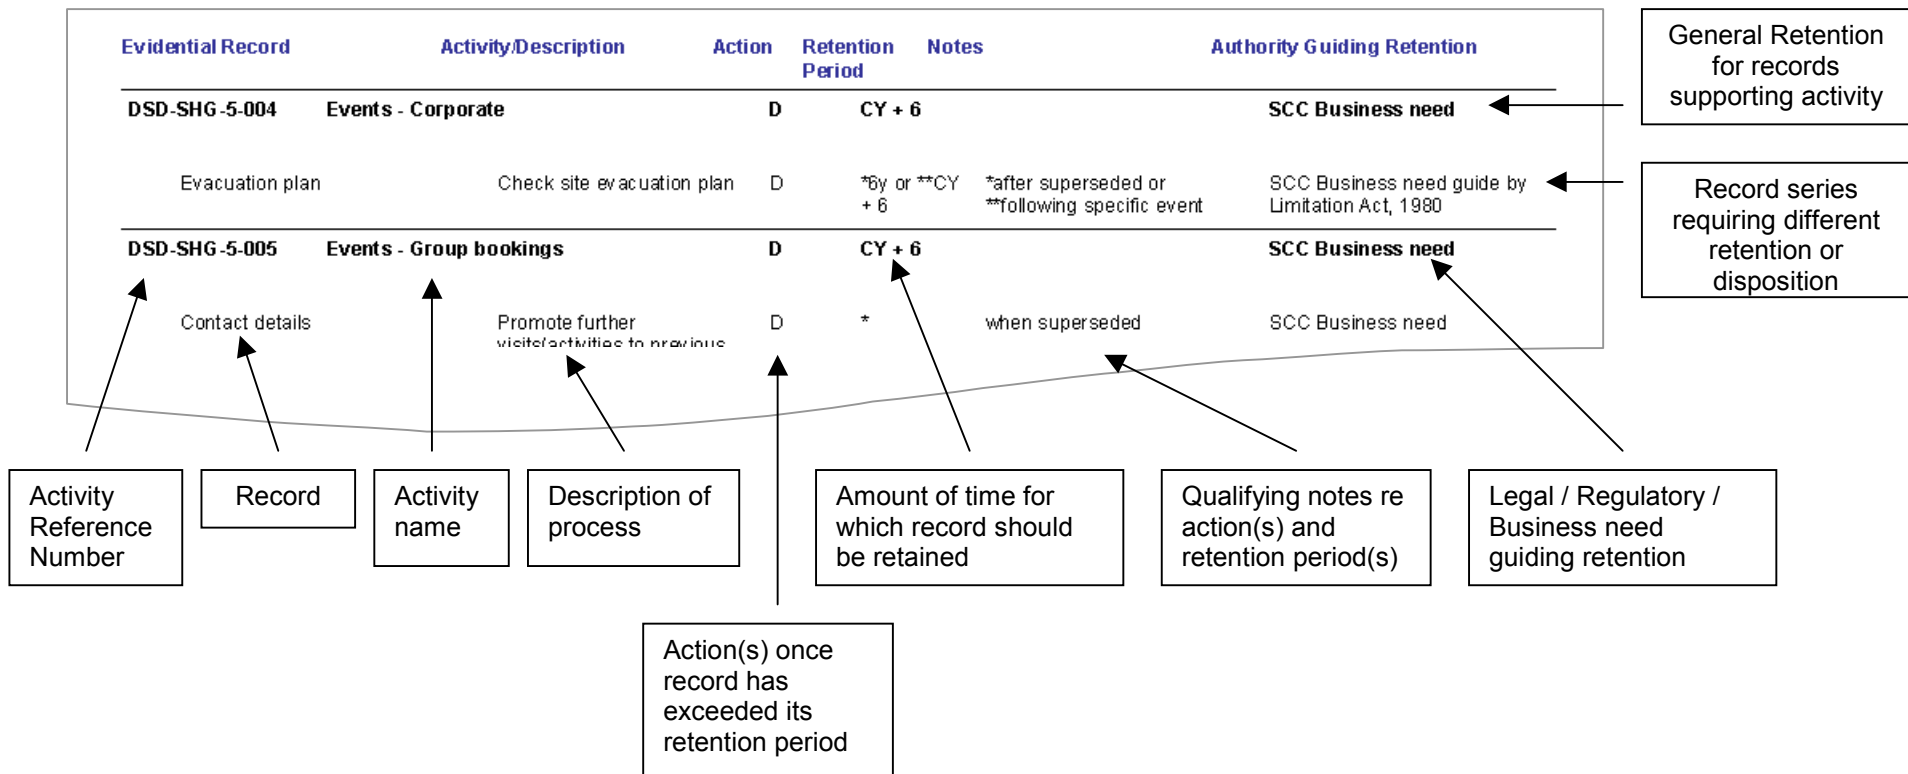 Evidential Record Activity/Description Action Retention Period Notes Authority Guiding Retention
DSD-SHG-5-004 Events - Corporate D CY + 6 SCC Business need
Evacuation plan Check site evacuation plan D *6y or **CY *after superseded or SCC Business need guide by
+ 6 **following specific event Limitation Act, 1980
DSD-SHG-5-005 Events - Group bookings D CY + 6 SCC Business need
Contact details Promote further D * when superseded SCC Business need
visits/activities to previous
General Retention
for records
supporting activity
Record series
requiring different
retention or
disposition
Activity
Reference
Number
Record
Activity
name
Description of
process
Amount of time for
which record should
be retained
Qualifying notes re
action(s) and
retention period(s)
Legal / Regulatory /
Business need
guiding retention
Action(s) once
record has
exceeded its
retention period